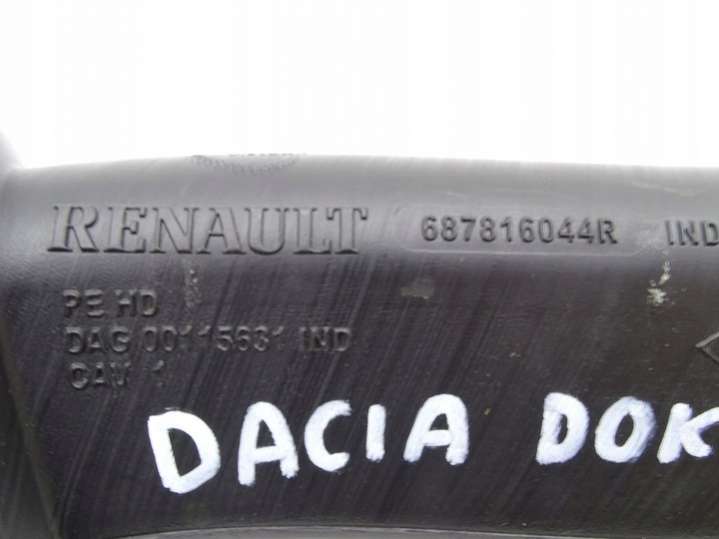 RENAULT 687816044R IND
PE HD
DAG 00115631 IND
CAV 1
DACIA DOK